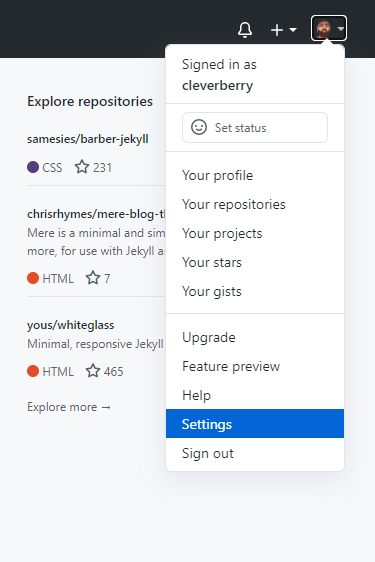 Signed in as
cleverberry
Set status
Your profile
Your repositories
Your projects
Your stars
Your gists
Upgrade
Feature preview
Help
Settings
Sign out
Explore repositories
samesies/barber-jekyll
CSS 231
chrisrhymes/mere-blog-th
Mere is a minimal and sim
more, for use with Jekyll a
HTML 7
yous/whiteglass
Minimal, responsive Jekyll
HTML 465
Explore more →